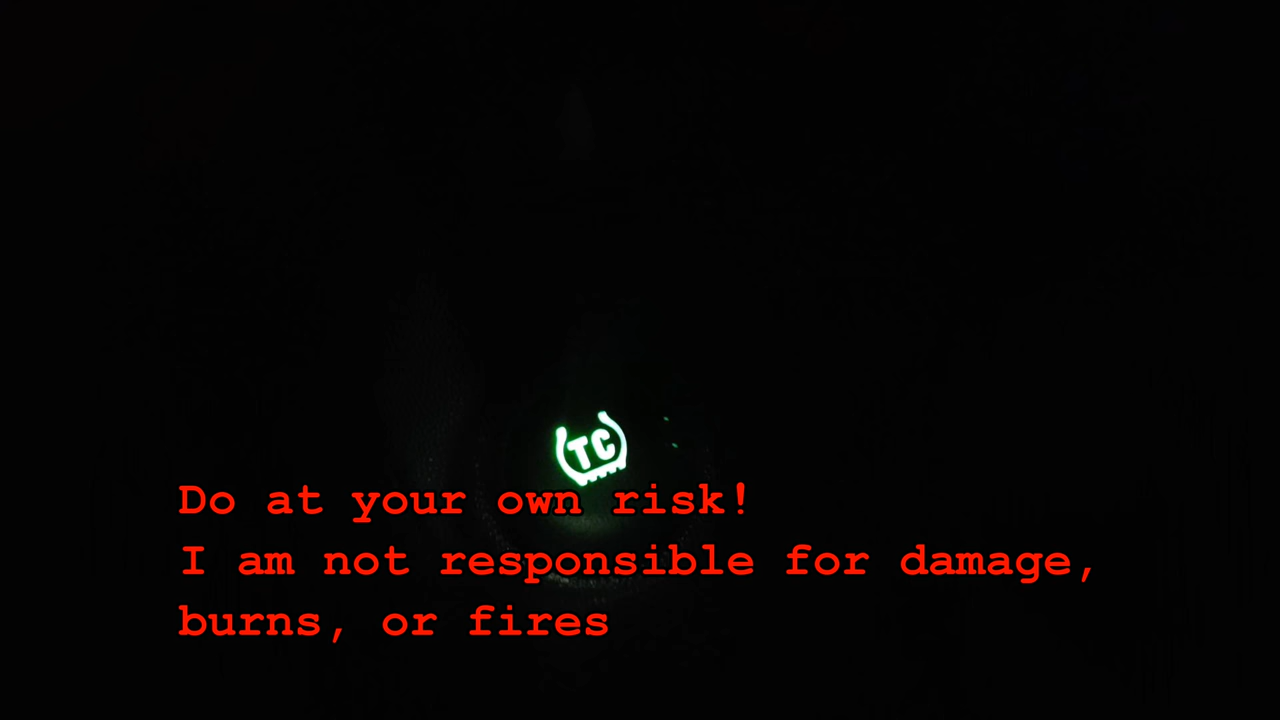 TC
Do at your own risk!
I am not responsible for damage,
burns, or fires